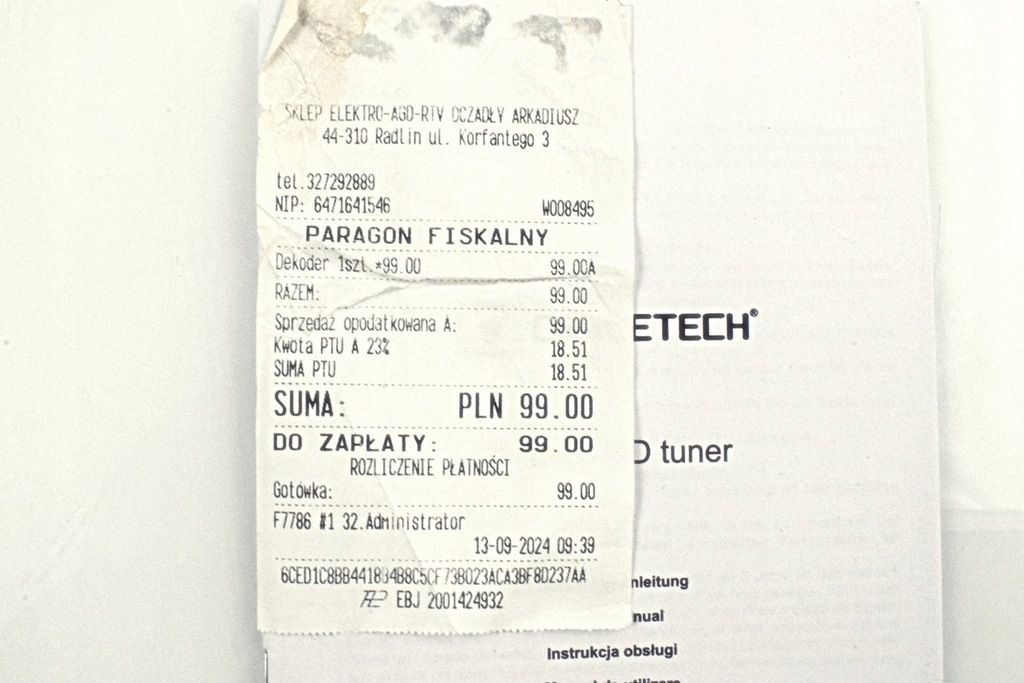 SKLEP ELEKTRO-AGD-RTV OCZADŁY ARKADIUSZ
44-310 Radlin ul. Korfantego 3
tel.327292889
NIP: 6471641546 W008495
PARAGON FISKALNY
Dekoder 1szt.*99.00 99.00A
RAZEM: 99.00
Sprzedaż opodatkowana A: 99.00
Kwota PTU A 23% 18.51
SUMA PTU 18.51
SUMA: PLN 99.00
DO ZAPŁATY: 99.00
ROZLICZENIE PŁATNOŚCI
Gotówka: 99.00
F7786 #1 32.Administrator
13-09-2024 09:39
6CED1C8BB4418B4B8C5CF73B023ACA3BF8D237AA
EBJ 2001424932
ETECH®
D tuner
nleitung
nual
Instrukcja obsługi